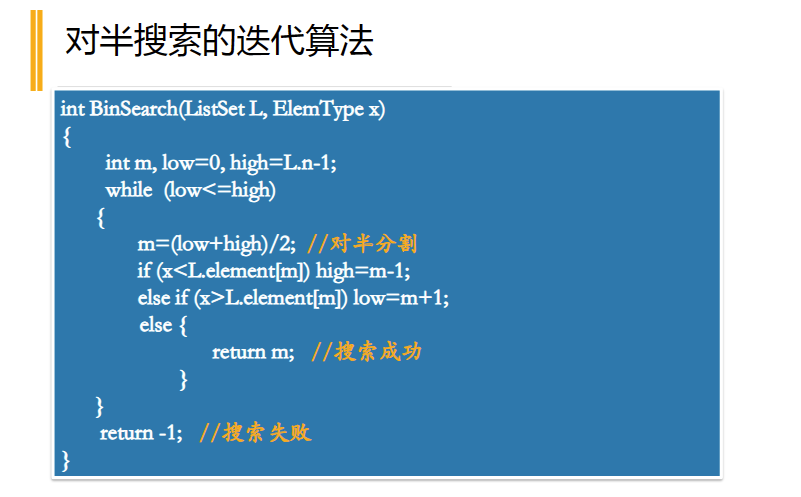 对半搜索的迭代算法
int BinSearch(ListSet L, ElemType x)
{
int m, low=0, high=L.n-1;
while (low<=high)
{
m=(low+high)/2; //对半分割
if (x<L.element[m]) high=m-1;
else if (x>L.element[m]) low=m+1;
else {
return m; //搜索成功
}
}
return -1; //搜索失败
}